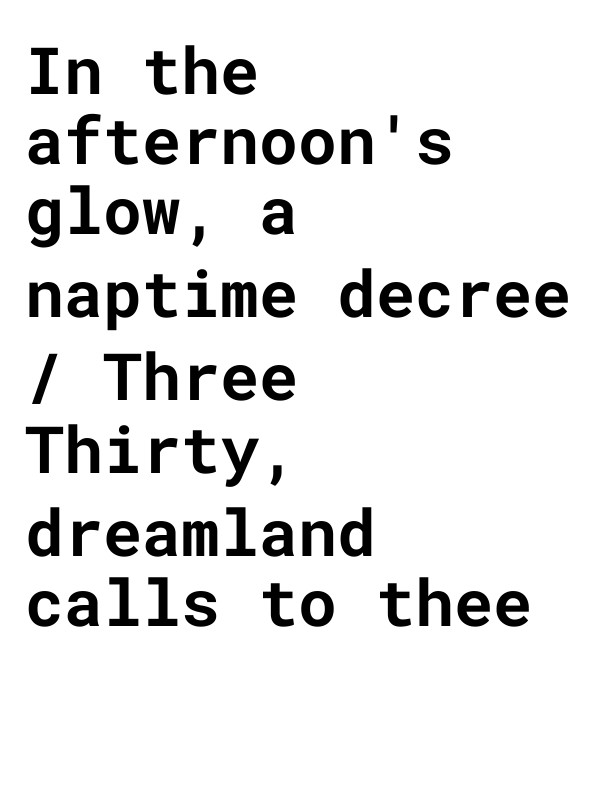 In the
afternoon's
glow, a
naptime decree
/ Three
Thirty,
dreamland
calls to thee